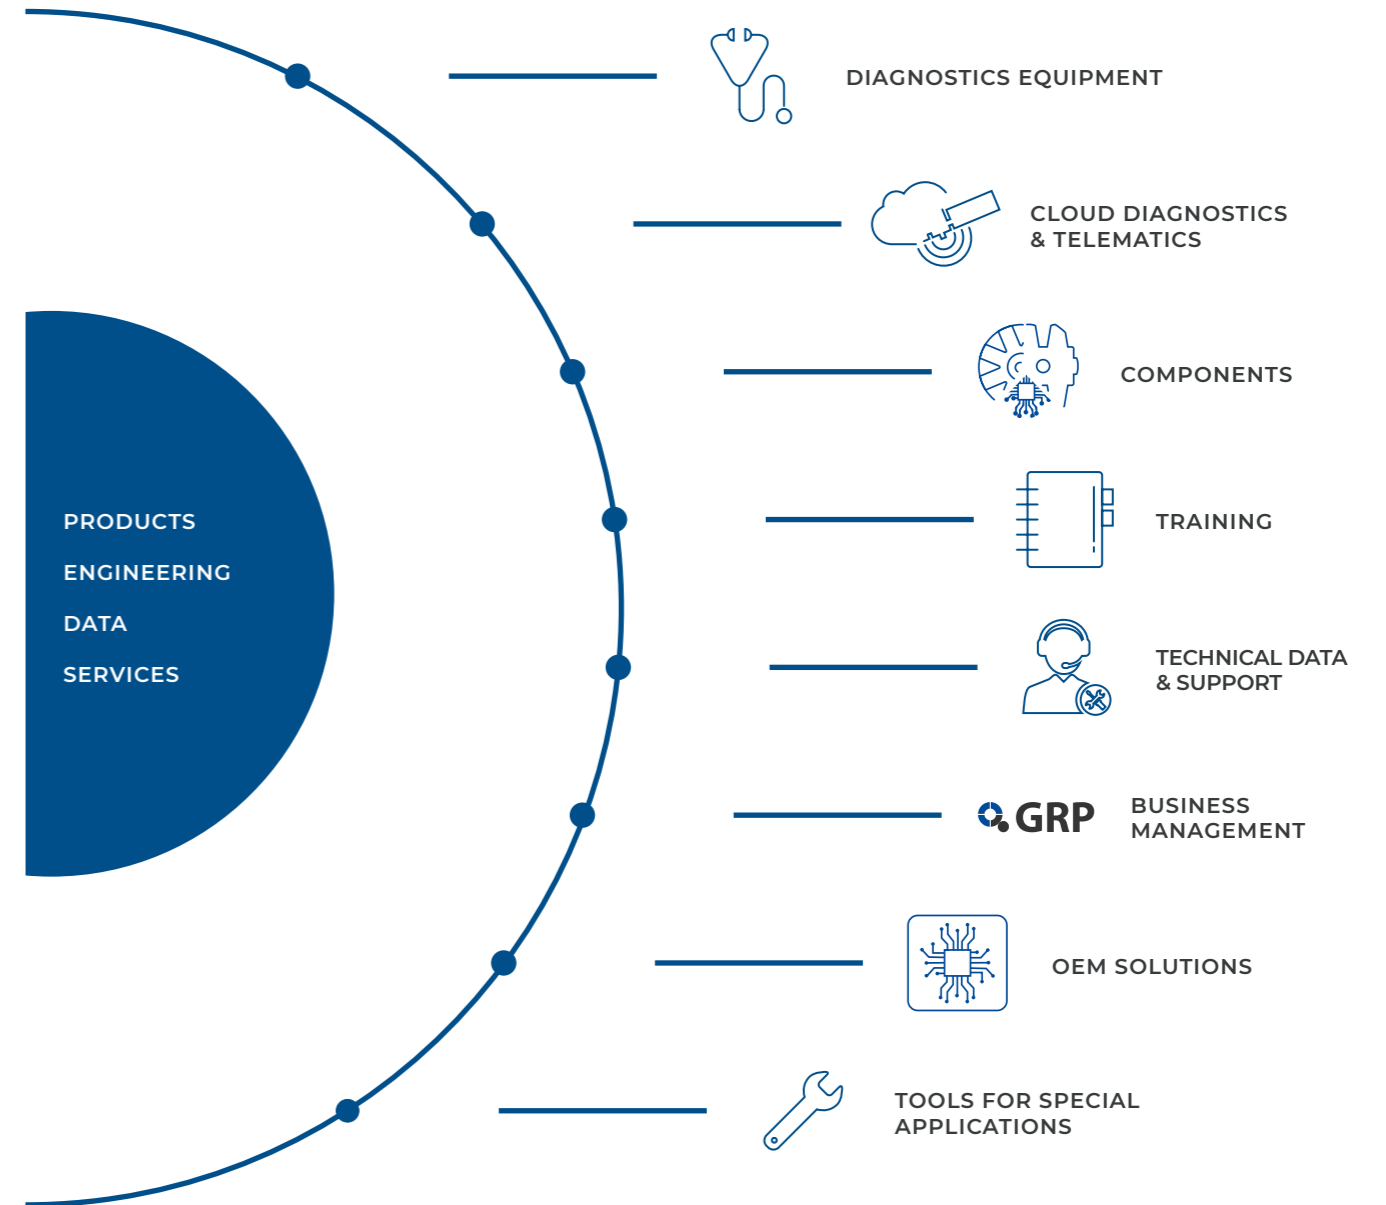 DIAGNOSTICS EQUIPMENT
CLOUD DIAGNOSTICS
& TELEMATICS
COMPONENTS
PRODUCTS
ENGINEERING
DATA
SERVICES
TRAINING
TECHNICAL DATA
& SUPPORT
GRP
BUSINESS
MANAGEMENT
OEM SOLUTIONS
TOOLS FOR SPECIAL
APPLICATIONS